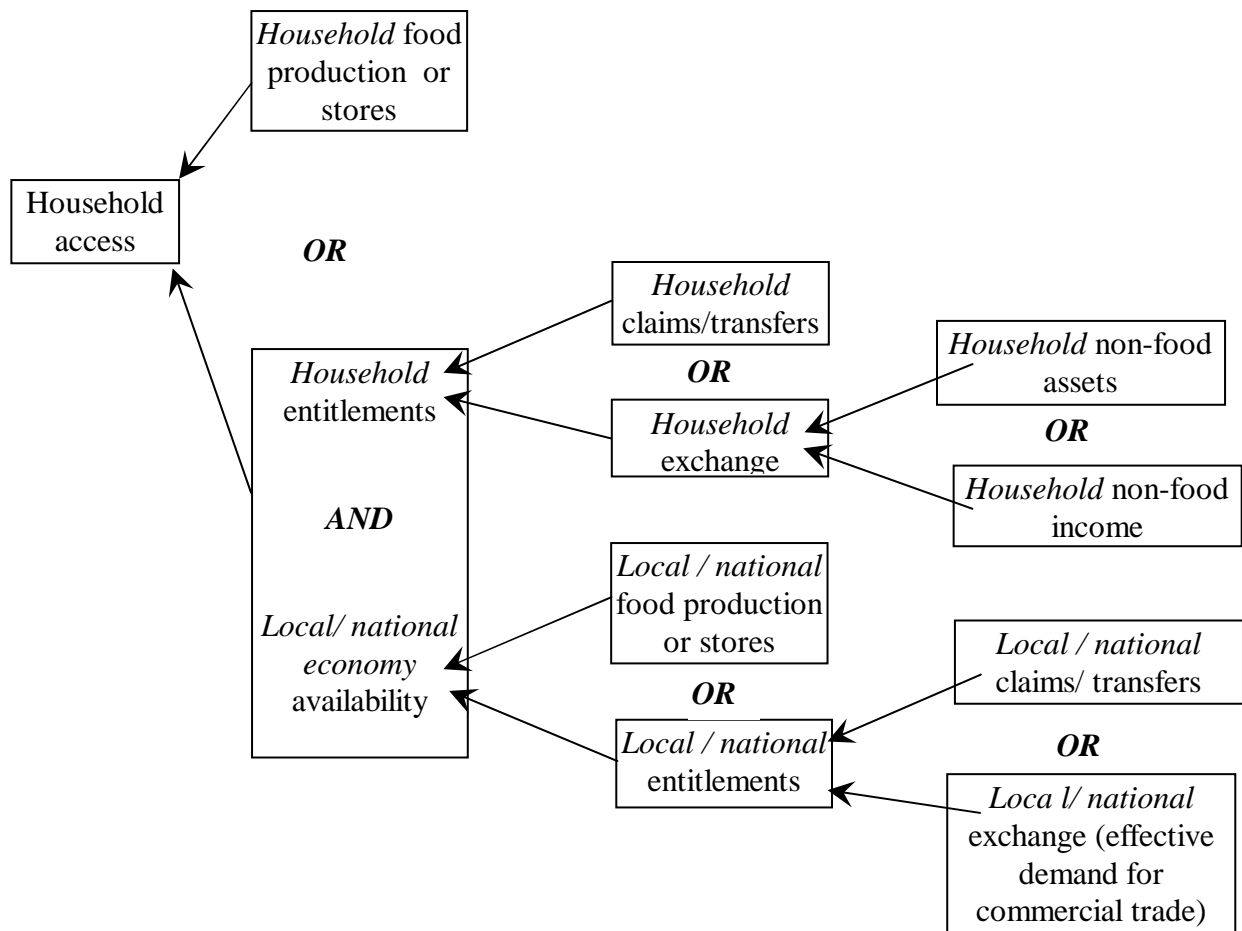 Household food
production or
stores
Household
access
OR
Household
claims/transfers
OR
Household
exchange
Household non-food
assets
OR
Household non-food
income
Household
entitlements
AND
Local/ national
economy
availability
Local / national
food production
or stores
OR
Local / national
entitlements
Local / national
claims/ transfers
OR
Loca l/ national
exchange (effective
demand for
commercial trade)